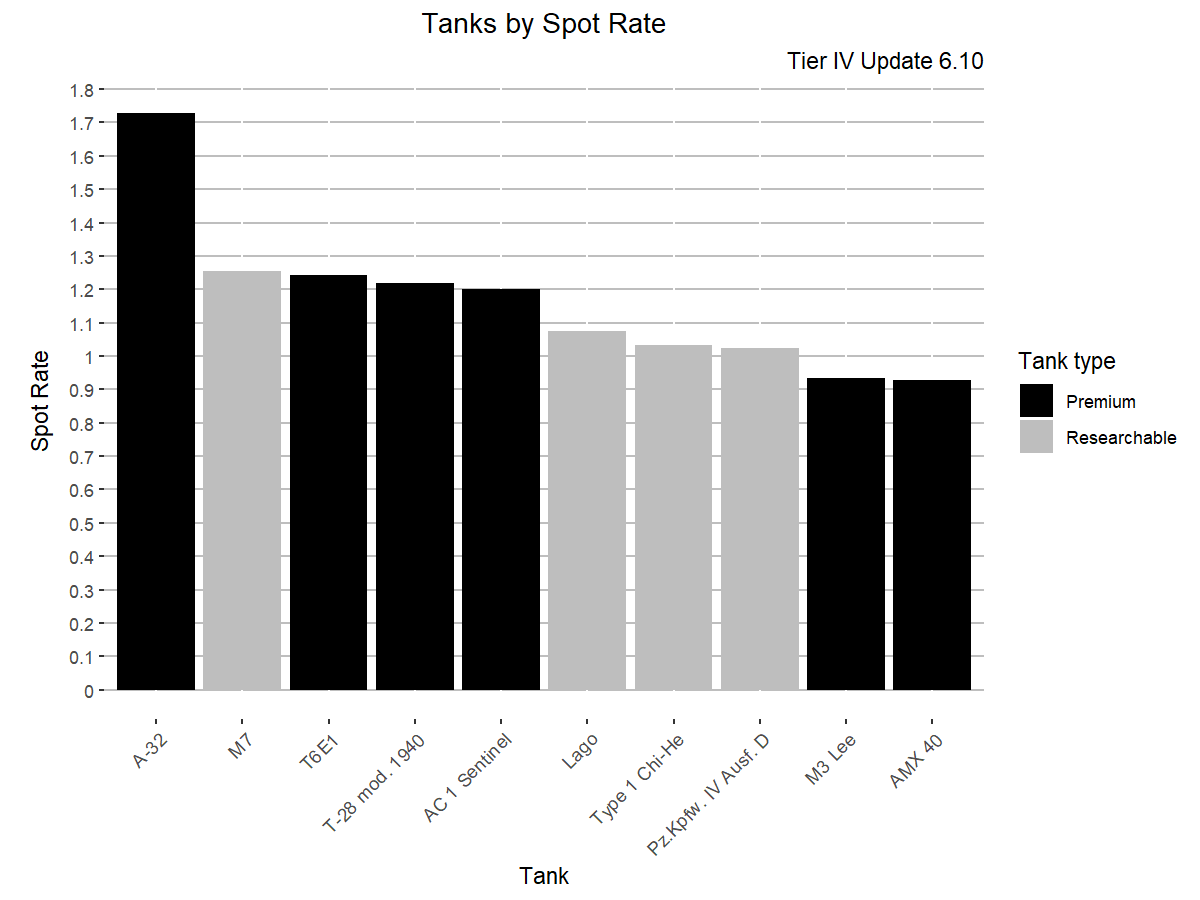 Tanks by Spot Rate
Tier IV Update 6.10
1.8
1.7
1.6
1.5
1.4
1.3
1.2
1.1
1
0.9
0.8
0.7
0.6
0.5
0.4
0.3
0.2
0.1
0
Spot Rate
A-32
M7
T6E1
T-28 mod. 1940
AC 1 Sentinel
Lago
Type 1 Chi-He
Pz.Kpfw. IV Ausf. D
M3 Lee
AMX 40
Tank
Tank type
Premium
Researchable